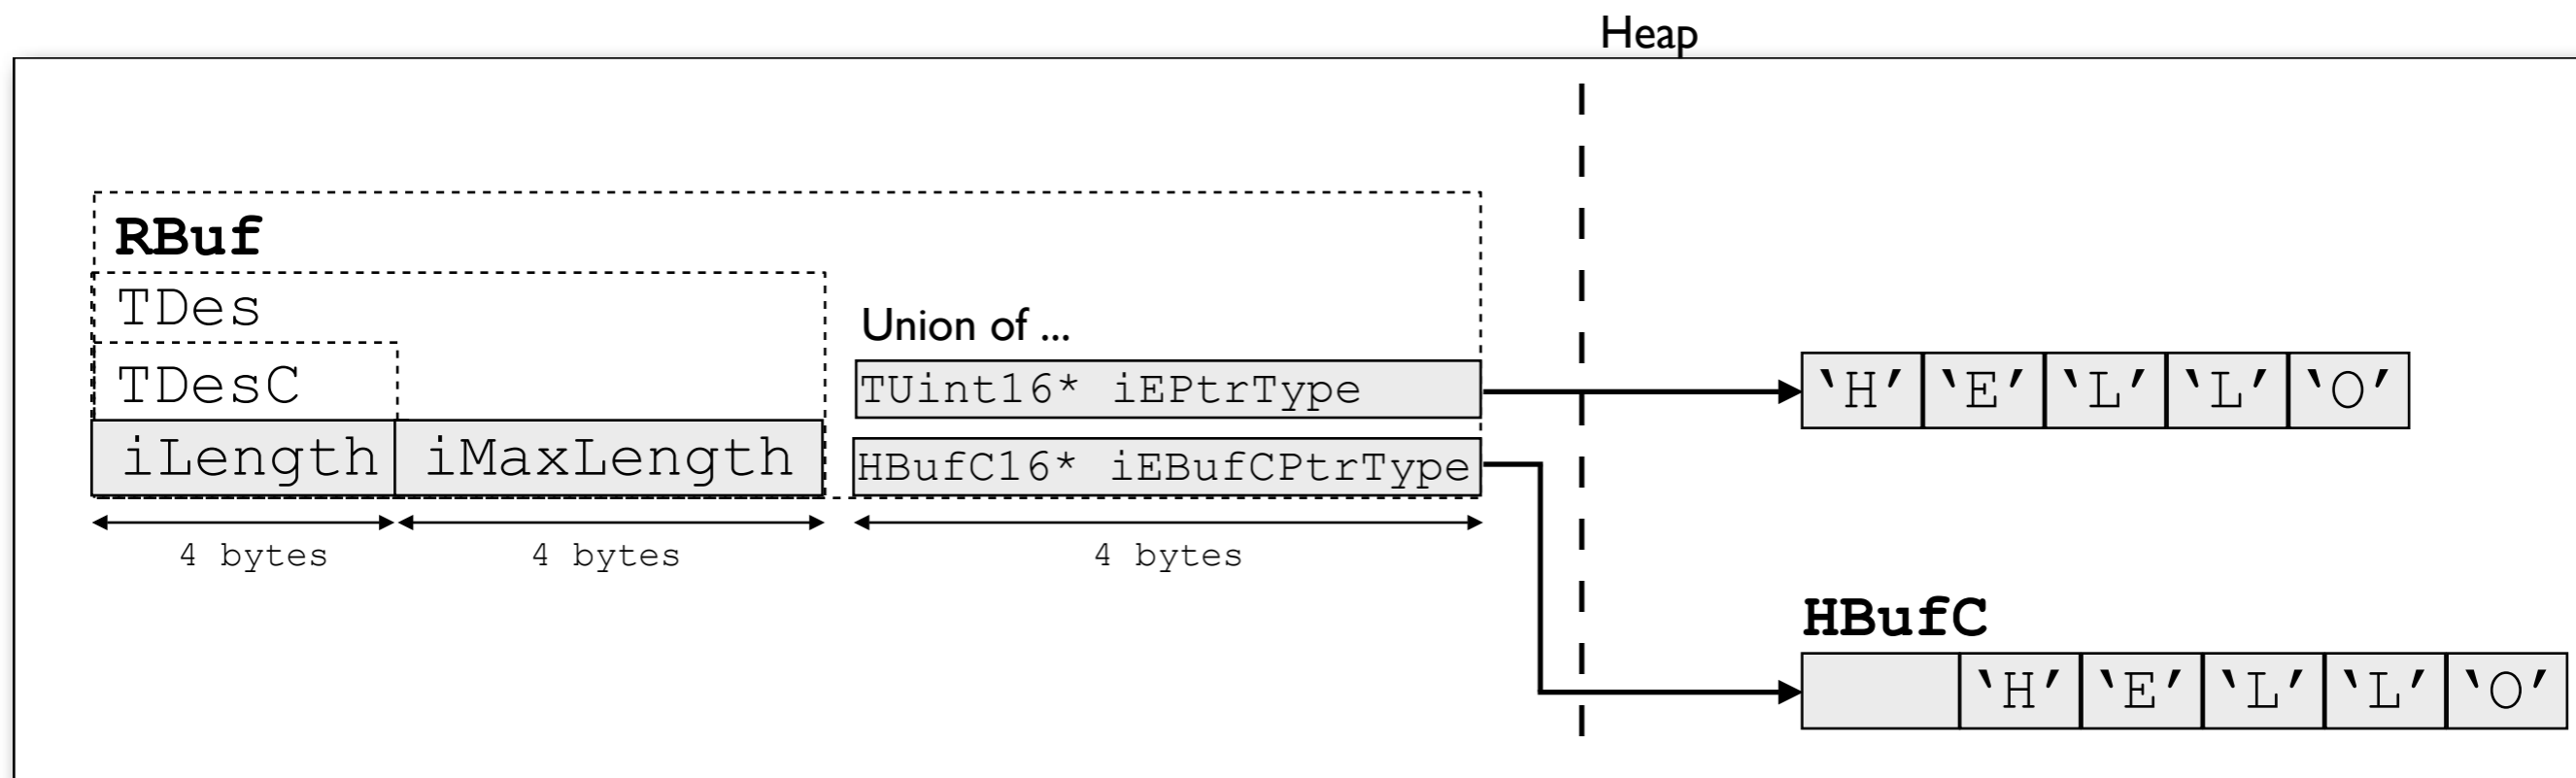 Heap
RBuf
TDes
Union of ...
TDesC
TUint16* iEPtrType
‘H’ ‘E’ ‘L’ ‘L’ ‘O’
iLength iMaxLength
HBufC16* iEBufCPtrType
4 bytes 4 bytes 4 bytes
HBufC
‘H’ ‘E’ ‘L’ ‘L’ ‘O’